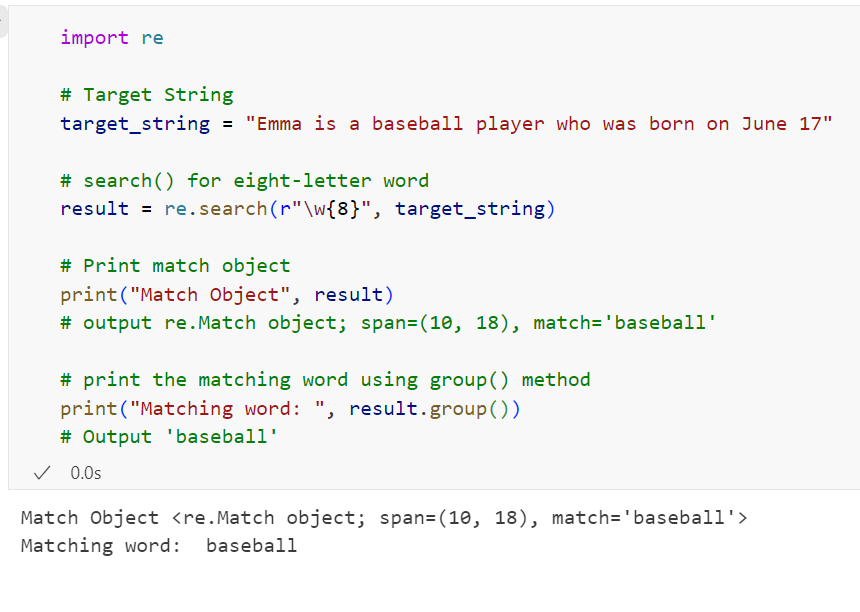 import re
# Target String
target_string = "Emma is a baseball player who was born on June 17"
# search() for eight-letter word
result = re.search(r"\w{8}", target_string)
# Print match object
print("Match Object", result)
# output re.Match object; span=(10, 18), match='baseball'
# print the matching word using group() method
print("Matching word: ", result.group())
# Output 'baseball'
0.0s
Match Object <re.Match object; span=(10, 18), match='baseball'>
Matching word:  baseball